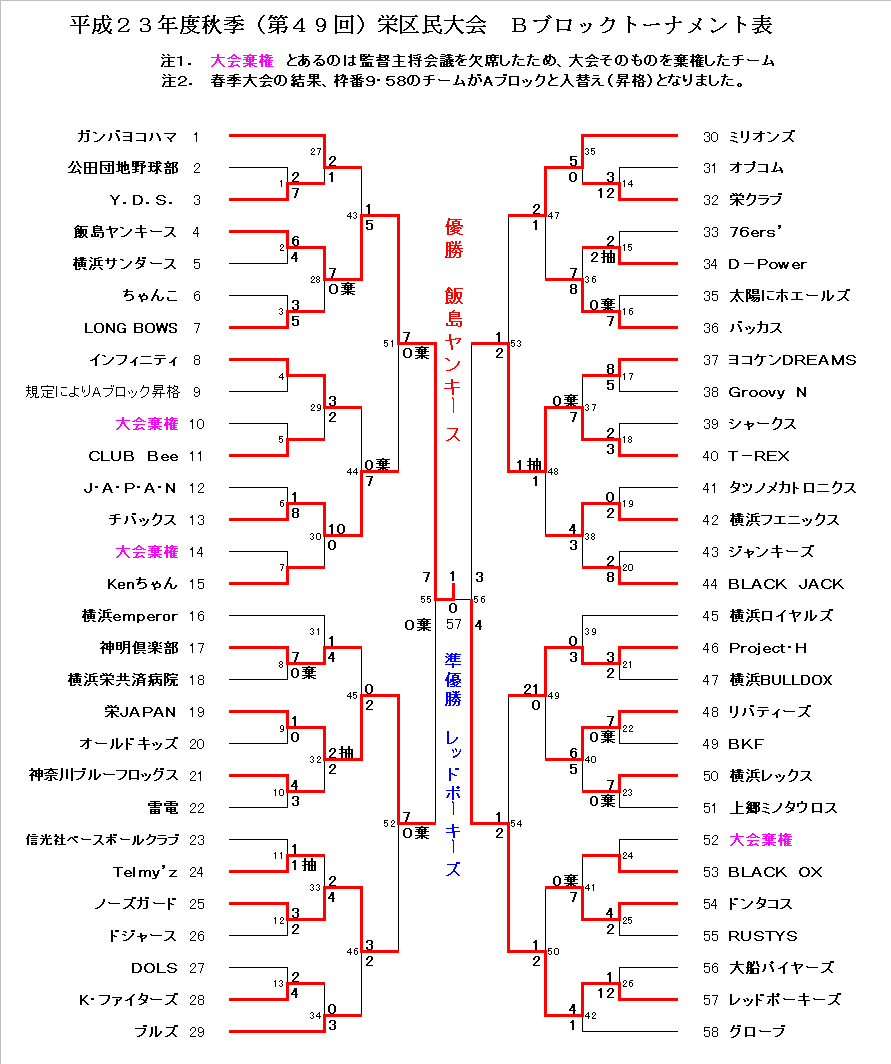 平成２３年度秋季（第４９回）栄区民大会　Ｂブロックトーナメント表
注１．　大会棄権　とあるのは監督主将会議を欠席したため、大会そのものを棄権したチーム
注２．　春季大会の結果、枠番９・５８のチームがＡブロックと入替え（昇格）となりました。
ガンバヨコハマ 1
公田団地野球部 2
Ｙ．Ｄ．Ｓ． 3
飯島ヤンキース 4
横浜サンダース 5
ちゃんこ 6
LONG BOWS 7
インフィニティ 8
規定によりＡブロック昇格 9
大会棄権 10
CLUB　Bee 11
Ｊ・Ａ・Ｐ・Ａ・Ｎ 12
チバックス 13
大会棄権 14
Kenちゃん 15
横浜emperor 16
神明倶楽部 17
横浜栄共済病院 18
栄JAPAN 19
オールドキッズ 20
神奈川ブルーフロッグス 21
雷電 22
信光社ベースボールクラブ 23
Telmy’z 24
ノーズガード 25
ドジャース 26
DOLS 27
K・ファイターズ 28
ブルズ 29
27
2
1
1
2
7
43
1
5
2
6
4
28
7
0棄
3
3
5
51
7
0棄
4
29
3
2
5
44
0棄
7
6
1
8
30
10
0
7
31
1
4
8
7
0棄
45
0
2
9
1
0
32
2抽
2
10
4
3
52
7
0棄
11
1
1抽
33
2
4
12
3
2
46
3
2
13
2
4
34
0
3
優勝　飯島ヤンキース
7
1
3
55
0
56
0棄
57
4
準優勝　レッドポーキーズ
5
0
35
3
12
14
2
1
47
2
2抽
15
7
8
36
0棄
7
16
1
2
53
8
5
17
0棄
7
37
2
3
18
1抽
1
48
0
2
19
4
3
38
2
8
20
0
3
39
3
2
21
21
0
49
7
0棄
22
6
5
40
7
0棄
23
1
2
54
24
0棄
7
41
4
2
25
1
2
50
1
12
26
4
1
42
30 ミリオンズ
31 オプコム
32 栄クラブ
33 76ers’
34 Ｄ－Power
35 太陽にホエールズ
36 バッカス
37 ヨコケンDREAMS
38 Groovy　N
39 シャークス
40 Ｔ－REX
41 タツノメカトロニクス
42 横浜フエニックス
43 ジャンキーズ
44 BLACK　JACK
45 横浜ロイヤルズ
46 Project・H
47 横浜BULLDOX
48 リバティーズ
49 BKF
50 横浜レックス
51 上郷ミノタウロス
52 大会棄権
53 BLACK　OX
54 ドンタコス
55 RUSTYS
56 大船バイヤーズ
57 レッドポーキーズ
58 グローブ